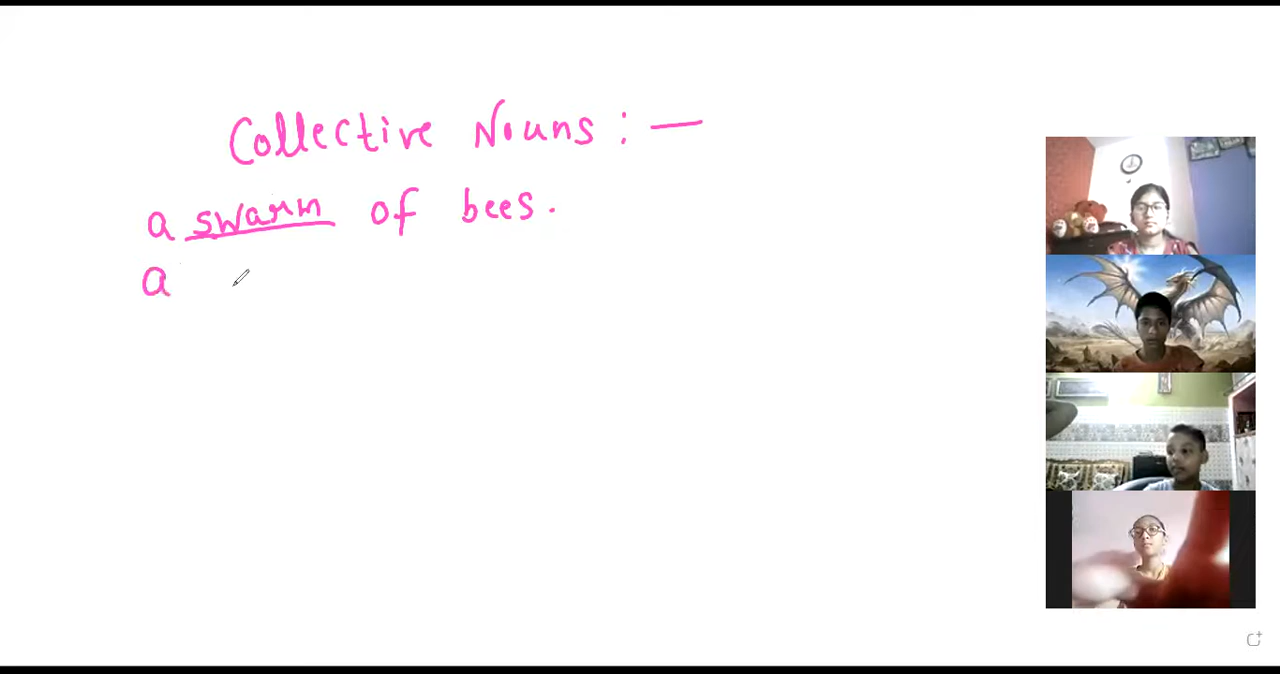 Collective Nouns : —
a swarm of bees.
a